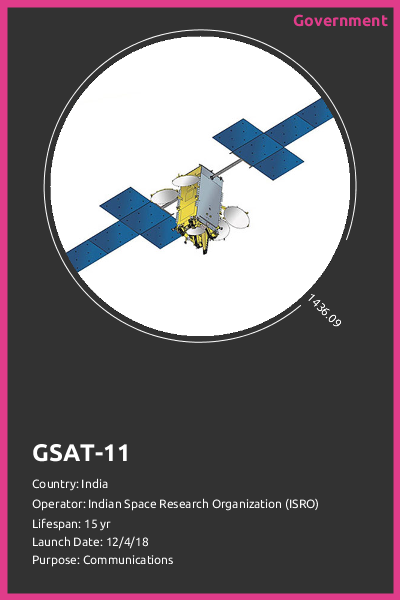 Government
1436.09
GSAT-11
Country: India
Operator: Indian Space Research Organization (ISRO)
Lifespan: 15 yr
Launch Date: 12/4/18
Purpose: Communications